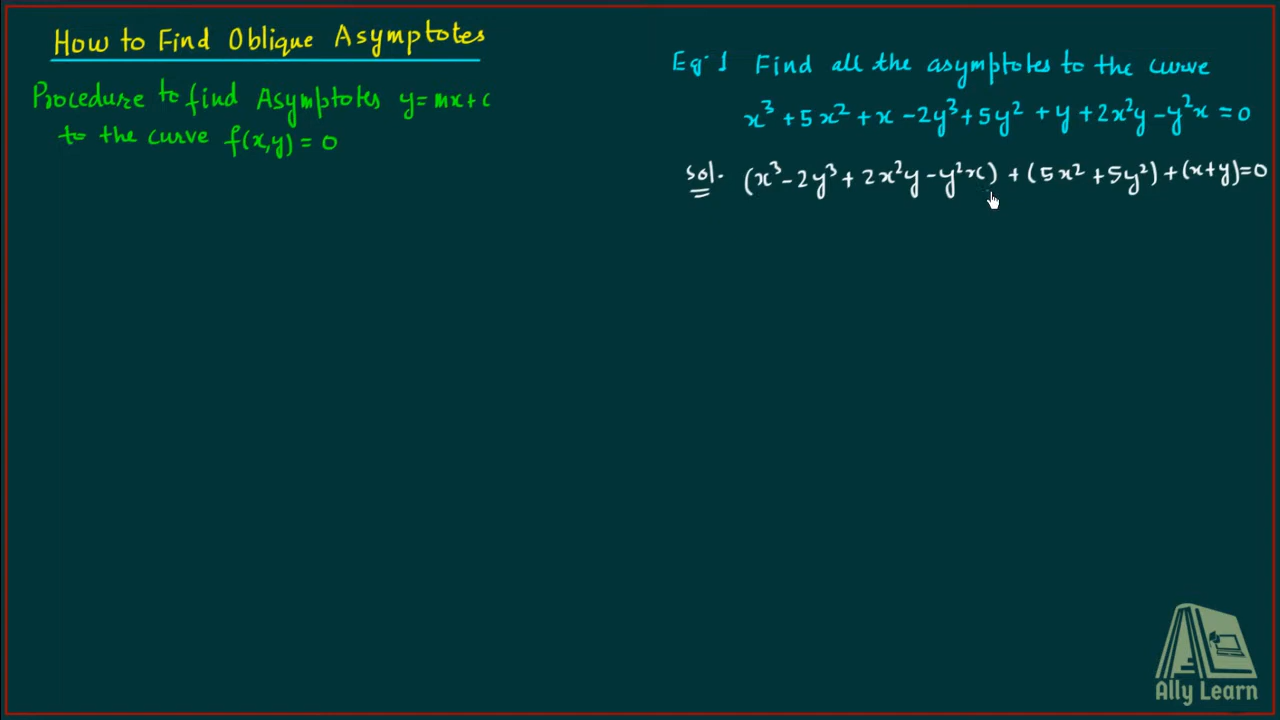 How to Find Oblique Asymptotes
Procedure to find Asymptotes y=mx+c
to the curve f(x,y) = 0
Eg·1 Find all the asymptotes to the curve
x³ + 5x² + x − 2y³ + 5y² + y + 2x²y − y²x = 0
Sol. (x³ − 2y³ + 2x²y − y²x) + (5x² + 5y²) + (x+y)=0
Ally Learn